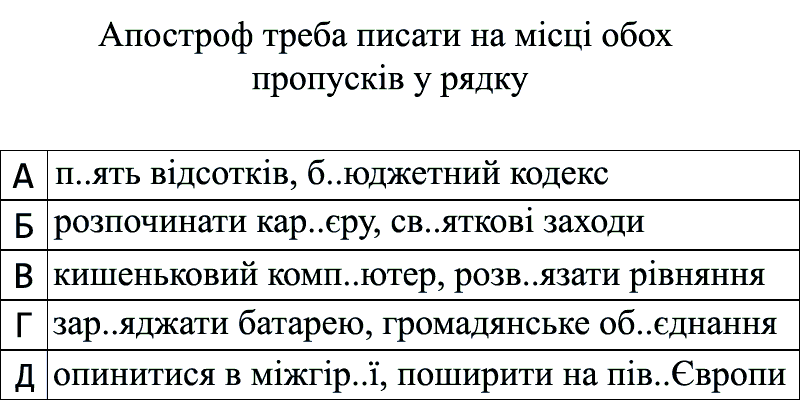 Апостроф треба писати на місці обох
пропусків у рядку
А п..ять відсотків, б..юджетний кодекс
Б розпочинати кар..єру, св..яткові заходи
В кишеньковий комп..ютер, розв..язати рівняння
Г зар..яджати батарею, громадянське об..єднання
Д опинитися в міжгір..ї, поширити на пів..Європи